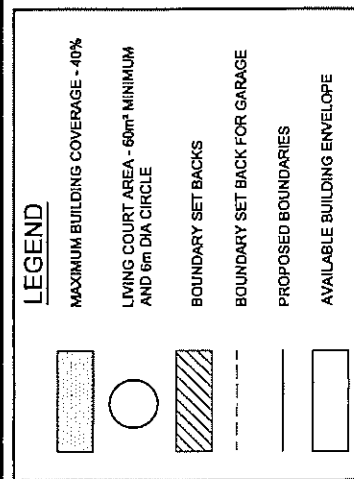 LEGEND
MAXIMUM BUILDING COVERAGE - 40%
LIVING COURT AREA - 60m² MINIMUM
AND 6m DIA CIRCLE
BOUNDARY SET BACKS
BOUNDARY SET BACK FOR GARAGE
PROPOSED BOUNDARIES
AVAILABLE BUILDING ENVELOPE